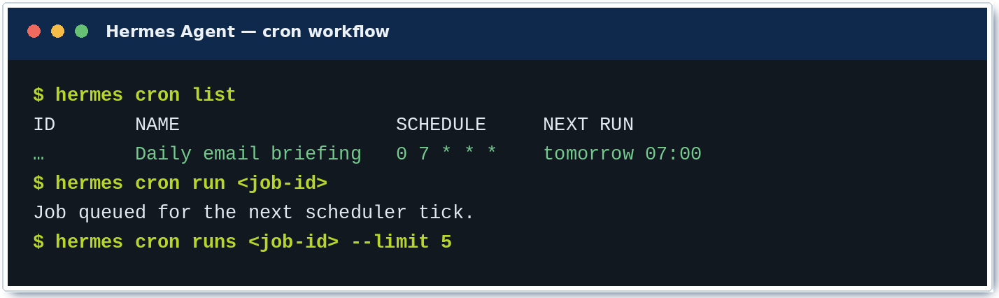 Hermes Agent — cron workflow
$ hermes cron list
ID       NAME                   SCHEDULE     NEXT RUN
…        Daily email briefing   0 7 * * *    tomorrow 07:00
$ hermes cron run <job-id>
Job queued for the next scheduler tick.
$ hermes cron runs <job-id> --limit 5